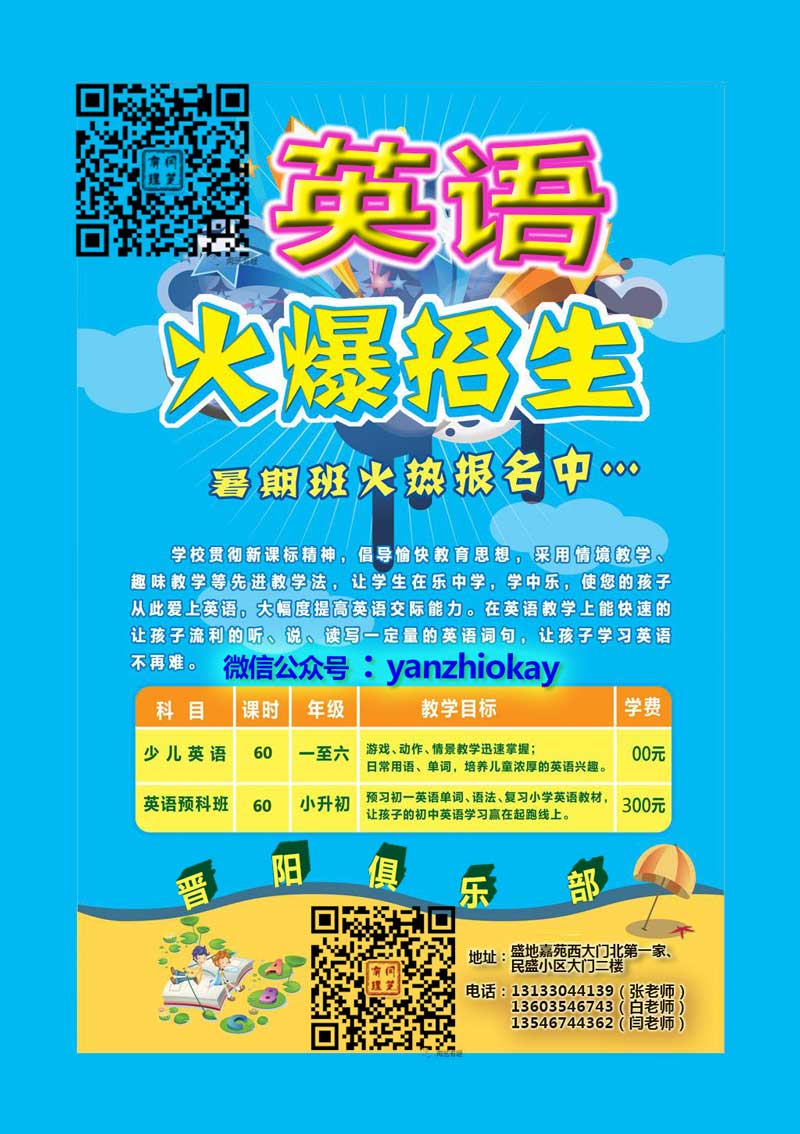 英语
火爆招生
暑期班火热报名中…
学校贯彻新课标精神，倡导愉快教育思想，采用情境教学、
趣味教学等先进教学法，让学生在乐中学，学中乐，使您的孩子
从此爱上英语，大幅度提高英语交际能力。在英语教学上能快速的
让孩子流利的听、说、读写一定量的英语词句，让孩子学习英语
不再难。
微信公众号：yanzhiokay
科目 课时 年级 教学目标 学费
少儿英语 60 一至六 游戏、动作、情景教学迅速掌握；
日常用语、单词，培养儿童浓厚的英语兴趣。 00元
英语预科班 60 小升初 预习初一英语单词、语法、复习小学英语教材，
让孩子的初中英语学习赢在起跑线上。 300元
晋阳俱乐部
A
B
C
地址：盛地嘉苑西大门北第一家、
民盛小区大门二楼
电话：13133044139（张老师）
13603546743（白老师）
13546744362（闫老师）